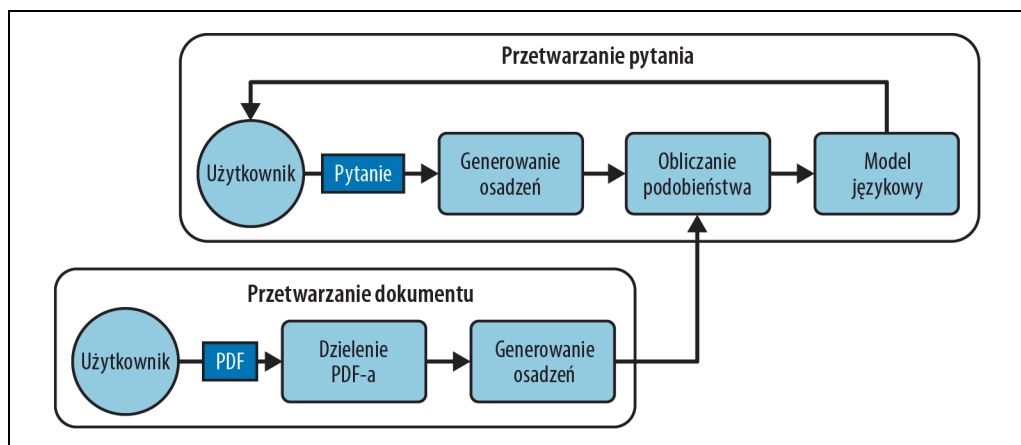 Przetwarzanie pytania
Użytkownik
Pytanie
Generowanie
osadzeń
Obliczanie
podobieństwa
Model
językowy
Przetwarzanie dokumentu
Użytkownik
PDF
Dzielenie
PDF-a
Generowanie
osadzeń